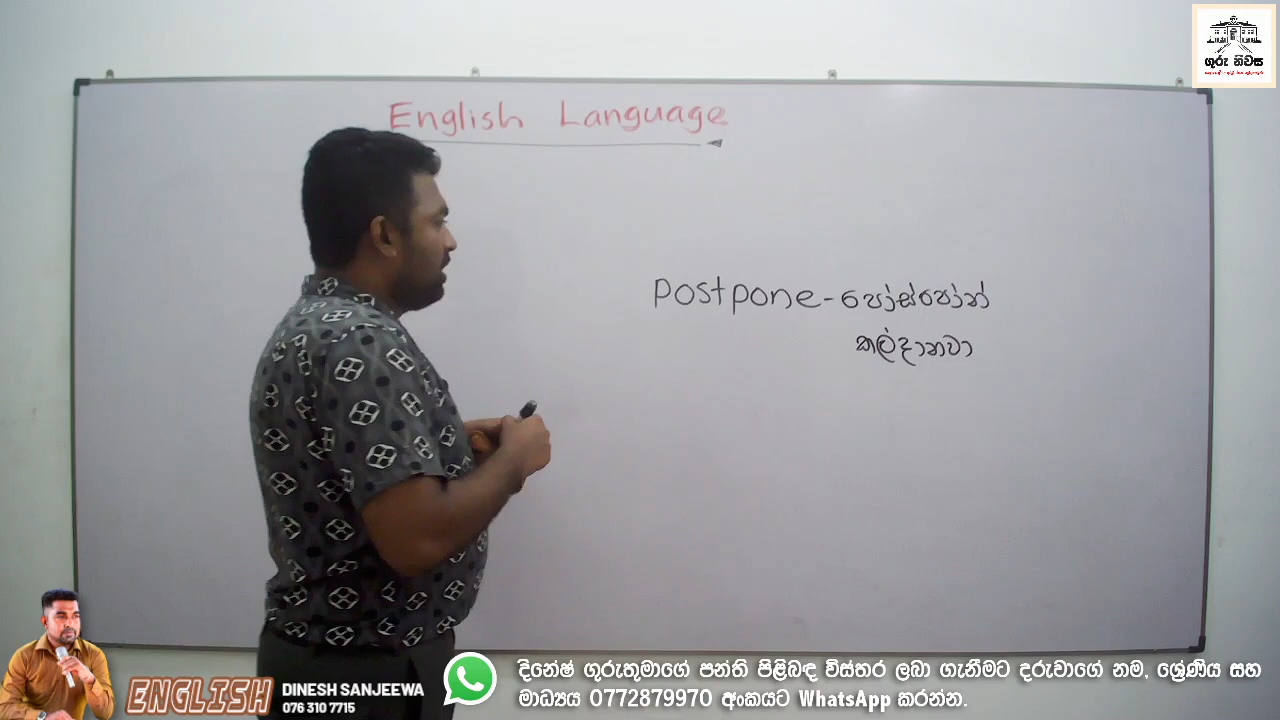 ගුරු නිවස
English Language
Postpone - පෝස්පෝන්
කල්දානවා
ENGLISH
DINESH SANJEEWA
076 310 7715
දිනේෂ් ගුරුතුමාගේ පන්ති පිළිබඳ විස්තර ලබා ගැනීමට දරුවාගේ නම, ශ්‍රේණිය සහ
මාධ්‍යය 0772879970 අංකයට WhatsApp කරන්න.